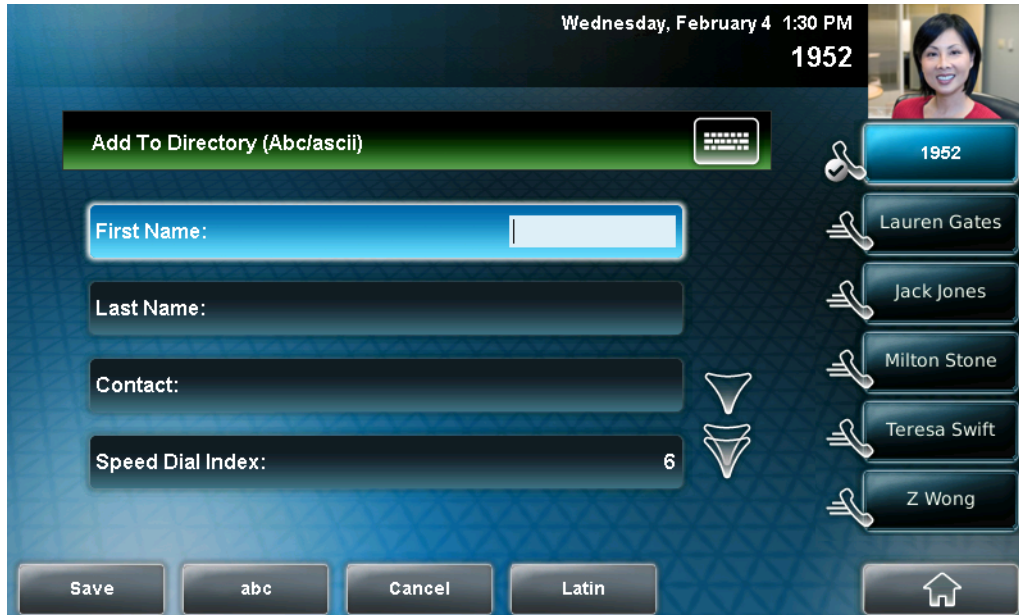 Wednesday, February 4 1:30 PM
1952
Add To Directory (Abc/ascii)
First Name:
Last Name:
Contact:
Speed Dial Index: 6
1952
Lauren Gates
Jack Jones
Milton Stone
Teresa Swift
Z Wong
Save abc Cancel Latin